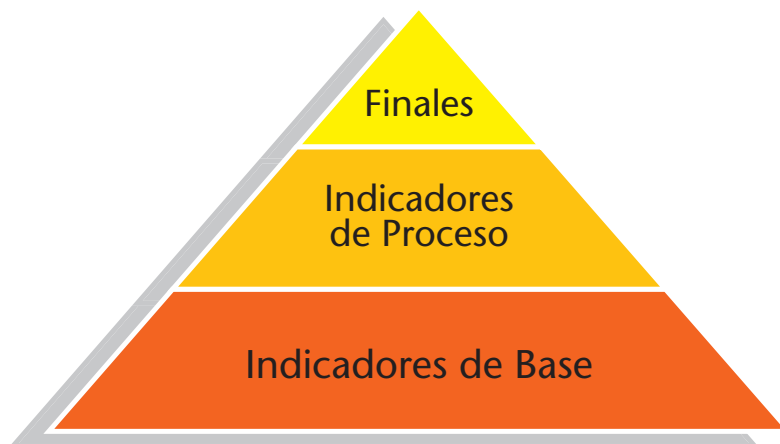 Finales
Indicadores
de Proceso
Indicadores de Base